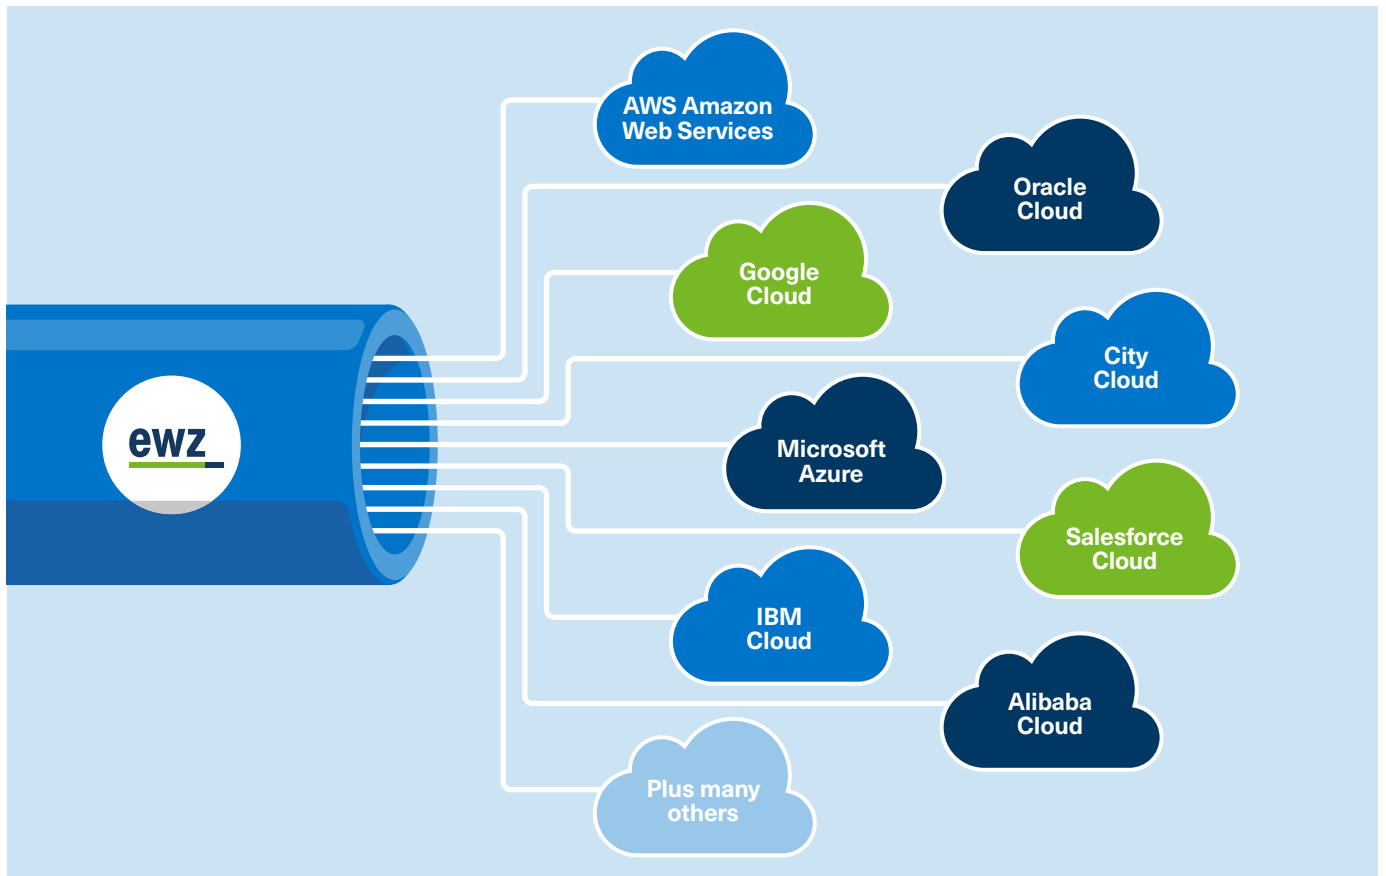 AWS Amazon
Web Services
Oracle
Cloud
Google
Cloud
City
Cloud
ewz
Microsoft
Azure
Salesforce
Cloud
IBM
Cloud
Alibaba
Cloud
Plus many
others